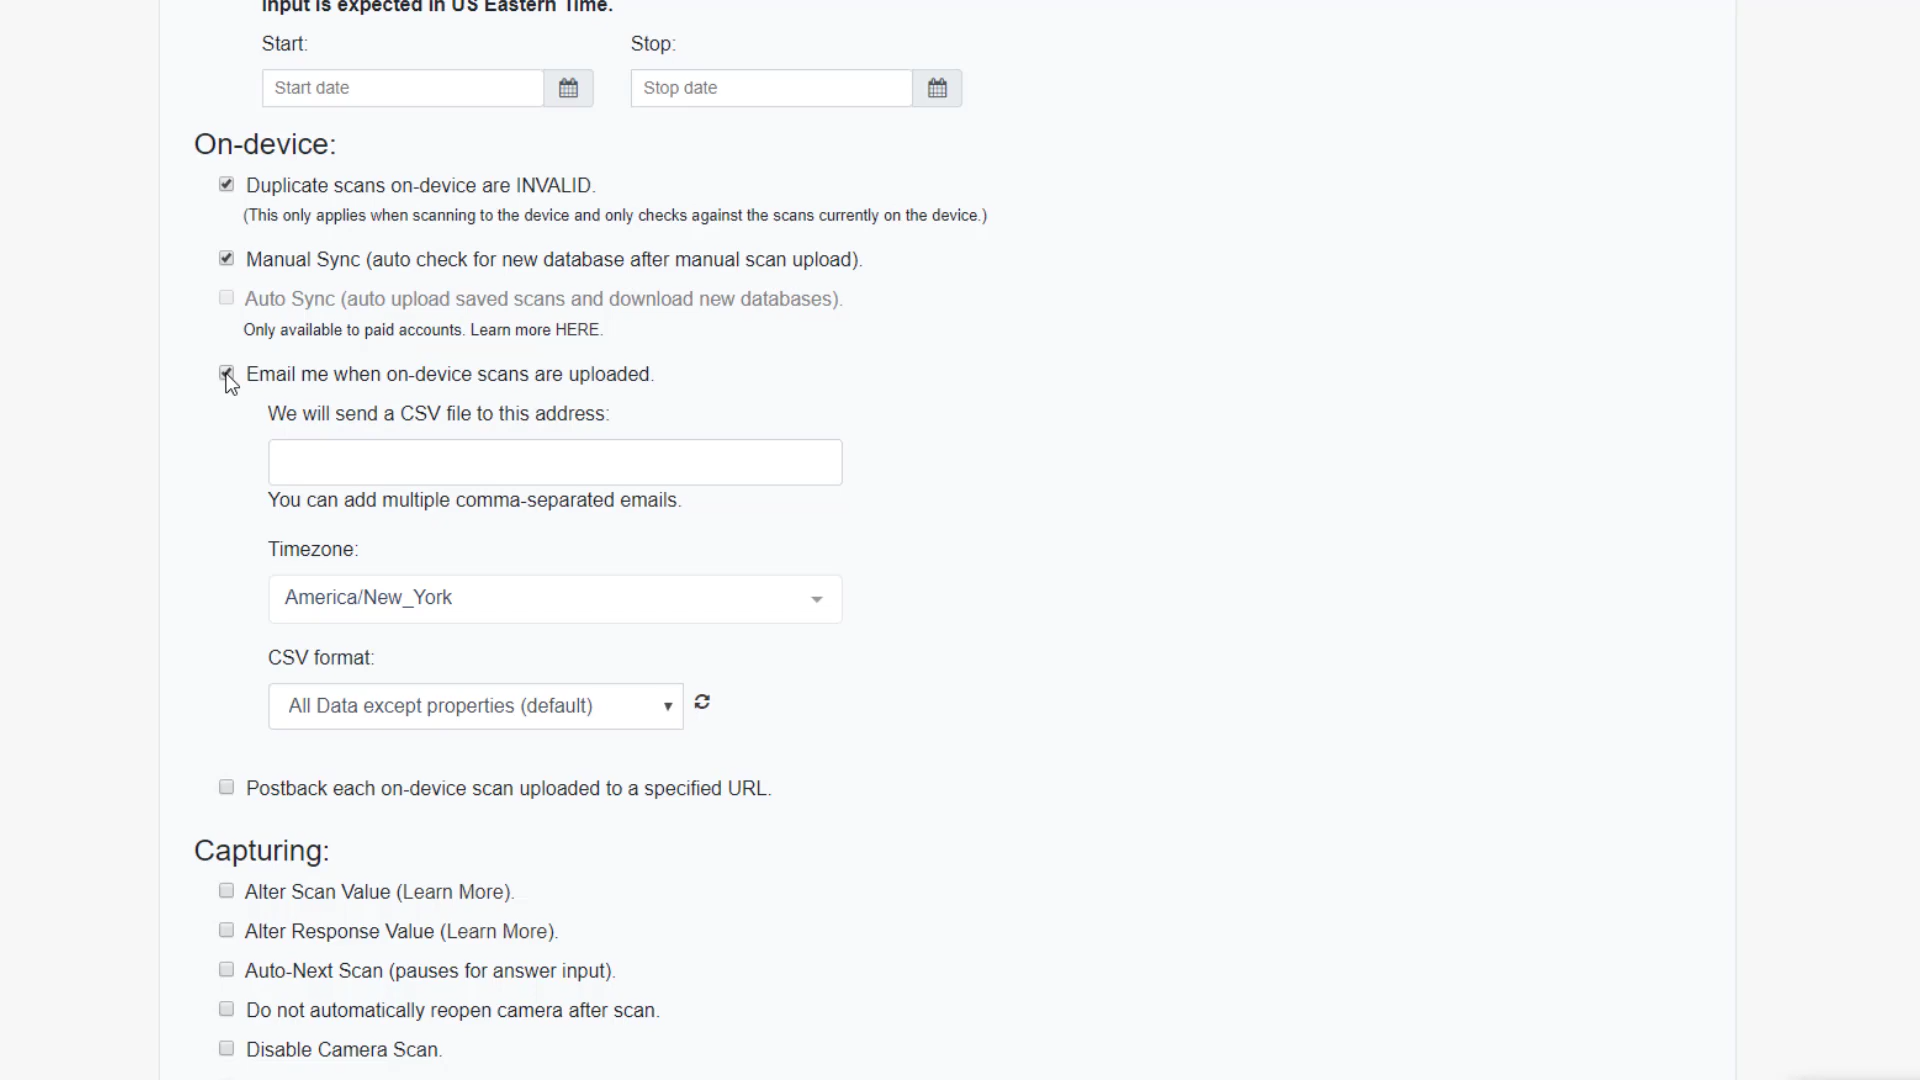 input is expected in US Eastern Time.
Start: Stop:
Start date Stop date
On-device:
Duplicate scans on-device are INVALID.
(This only applies when scanning to the device and only checks against the scans currently on the device.)
Manual Sync (auto check for new database after manual scan upload).
Auto Sync (auto upload saved scans and download new databases).
Only available to paid accounts. Learn more HERE.
Email me when on-device scans are uploaded.
We will send a CSV file to this address:
You can add multiple comma-separated emails.
Timezone:
America/New_York
CSV format:
All Data except properties (default)
Postback each on-device scan uploaded to a specified URL.
Capturing:
Alter Scan Value (Learn More).
Alter Response Value (Learn More).
Auto-Next Scan (pauses for answer input).
Do not automatically reopen camera after scan.
Disable Camera Scan.